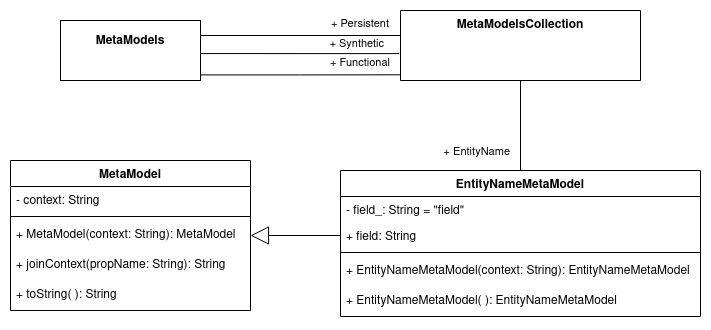 MetaModels
+ Persistent
+ Synthetic
+ Functional
MetaModelsCollection
+ EntityName
MetaModel
- context: String
+ MetaModel(context: String): MetaModel
+ joinContext(propName: String): String
+ toString( ): String
EntityNameMetaModel
- field_: String = "field"
+ field: String
+ EntityNameMetaModel(context: String): EntityNameMetaModel
+ EntityNameMetaModel( ): EntityNameMetaModel